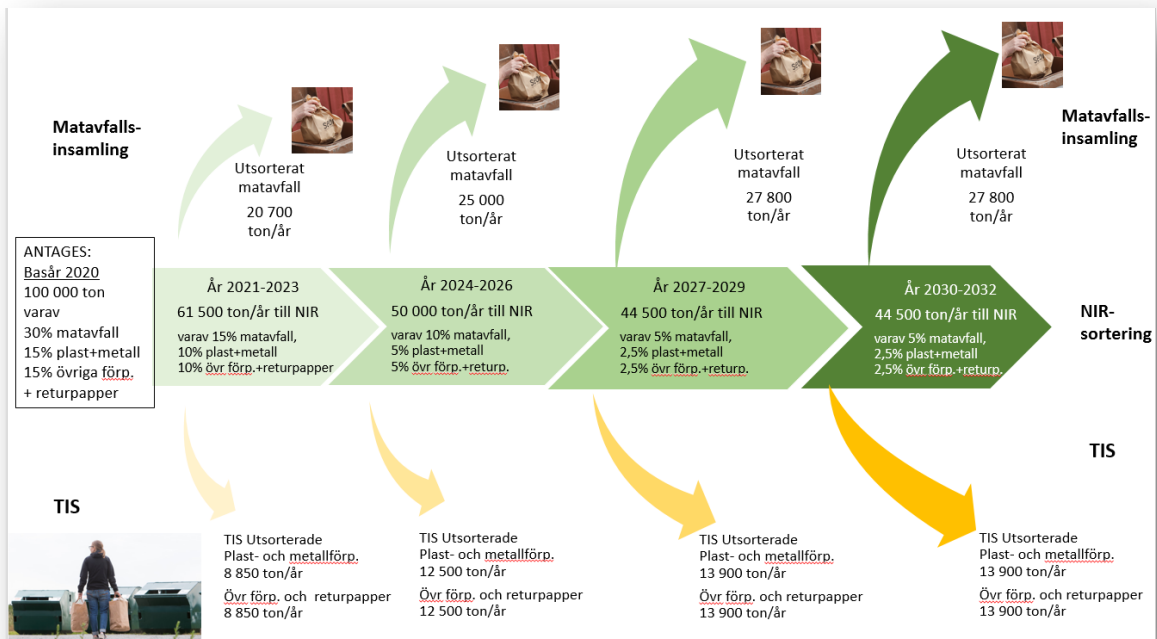 Matavfalls-
insamling
Utsorterat
matavfall
20 700
ton/år
Utsorterat
matavfall
25 000
ton/år
Utsorterat
matavfall
27 800
ton/år
Utsorterat
matavfall
27 800
ton/år
Matavfalls-
insamling
ANTAGES:
Basår 2020
100 000 ton
varav
30% matavfall
15% plast+metall
15% övriga förp.
+ returpapper
År 2021-2023
61 500 ton/år till NIR
varav 15% matavfall,
10% plast+metall
10% övr förp.+returpapper
År 2024-2026
50 000 ton/år till NIR
varav 10% matavfall,
5% plast+metall
5% övr förp.+returp.
År 2027-2029
44 500 ton/år till NIR
varav 5% matavfall,
2,5% plast+metall
2,5% övr förp.+returp.
År 2030-2032
44 500 ton/år till NIR
varav 5% matavfall,
2,5% plast+metall
2,5% övr förp.+returp.
NIR-
sortering
TIS
TIS
TIS Utsorterade
Plast- och metallförp.
8 850 ton/år
Övr förp. och returpapper
8 850 ton/år
TIS Utsorterade
Plast- och metallförp.
12 500 ton/år
Övr förp. och returpapper
12 500 ton/år
TIS Utsorterade
Plast- och metallförp.
13 900 ton/år
Övr förp. och returpapper
13 900 ton/år
TIS Utsorterade
Plast- och metallförp.
13 900 ton/år
Övr förp. och returpapper
13 900 ton/år